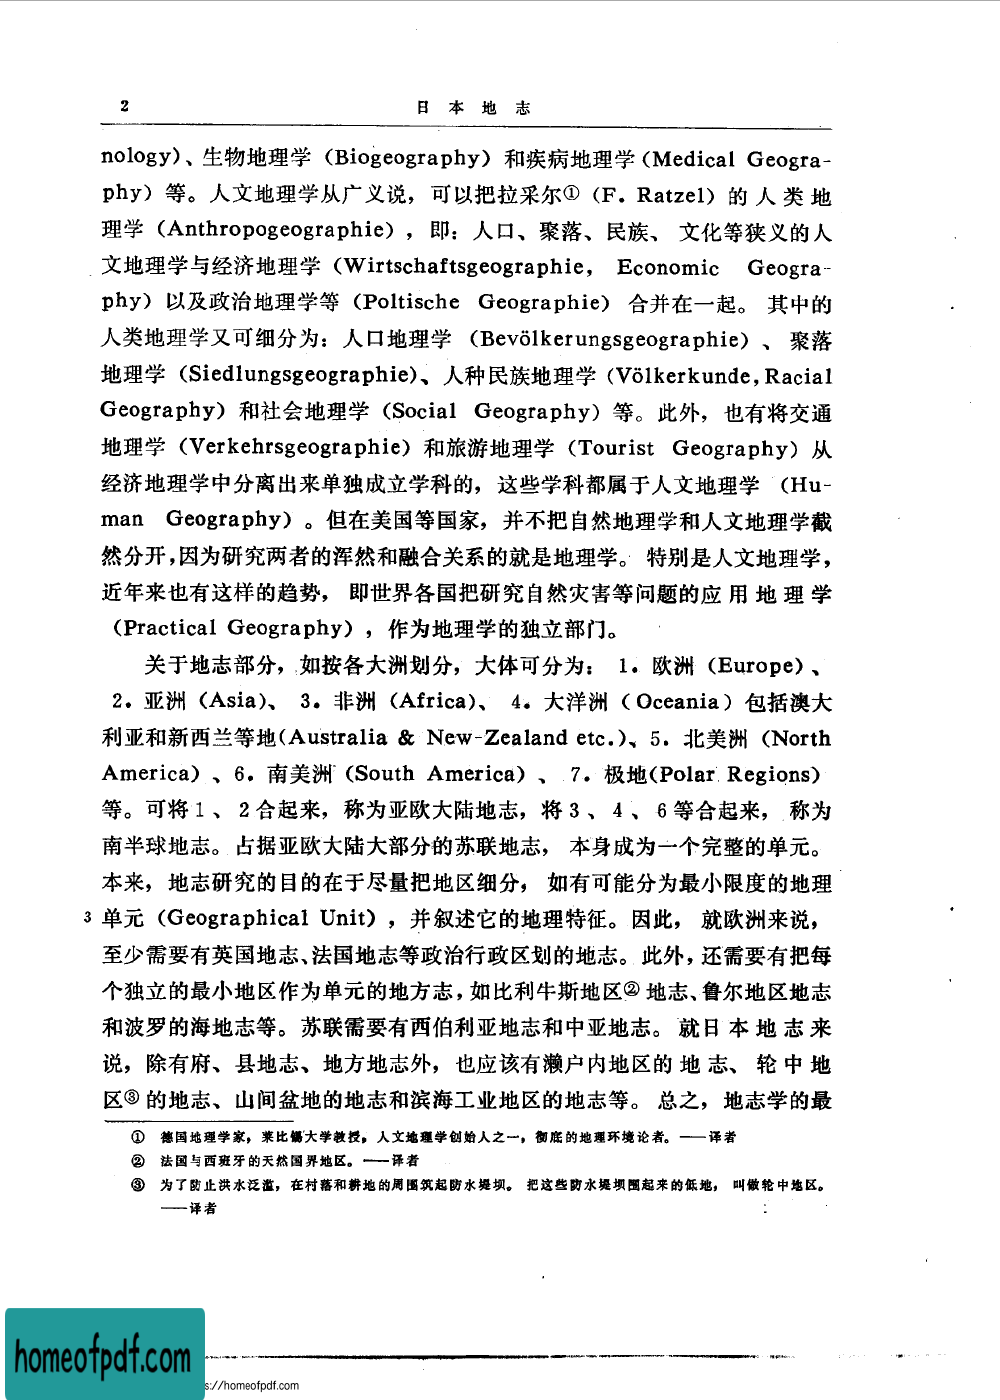 2 日本地志
nology)、生物地理学（Biogeography）和疾病地理学（Medical Geogra-
phy）等。人文地理学从广义说，可以把拉采尔①（F. Ratzel）的人类地
理学（Anthropogeographie），即：人口、聚落、民族、文化等狭义的人
文地理学与经济地理学（Wirtschaftsgeographie, Economic Geogra-
phy）以及政治地理学等（Poltische Geographie）合并在一起。其中的
人类地理学又可细分为：人口地理学（Bevölkerungsgeographie）、聚落
地理学（Siedlungsgeographie)、人种民族地理学（Völkerkunde, Racial
Geography）和社会地理学（Social Geography）等。此外，也有将交通
地理学（Verkehrsgeographie）和旅游地理学（Tourist Geography）从
经济地理学中分离出来单独成立学科的，这些学科都属于人文地理学（Hu-
man Geography）。但在美国等国家，并不把自然地理学和人文地理学截
然分开，因为研究两者的浑然和融合关系的就是地理学。特别是人文地理学，
近年来也有这样的趋势，即世界各国把研究自然灾害等问题的应用地理学
（Practical Geography），作为地理学的独立部门。
关于地志部分，如按各大洲划分，大体可分为：1. 欧洲（Europe）、
2. 亚洲（Asia)、3. 非洲（Africa)、4. 大洋洲（Oceania）包括澳大
利亚和新西兰等地(Australia & New-Zealand etc.)、5. 北美洲（North
America）、6. 南美洲（South America）、7. 极地(Polar Regions)
等。可将1、2合起来，称为亚欧大陆地志，将3、4、6等合起来，称为
南半球地志。占据亚欧大陆大部分的苏联地志，本身成为一个完整的单元。
本来，地志研究的目的在于尽量把地区细分，如有可能分为最小限度的地理
3 单元（Geographical Unit），并叙述它的地理特征。因此，就欧洲来说，
至少需要有英国地志、法国地志等政治行政区划的地志。此外，还需要有把每
个独立的最小地区作为单元的地方志，如比利牛斯地区②地志、鲁尔地区地志
和波罗的海地志等。苏联需要有西伯利亚地志和中亚地志。就日本地志来
说，除有府、县地志、地方地志外，也应该有濑户内地区的地志、轮中地
区③的地志、山间盆地的地志和滨海工业地区的地志等。总之，地志学的最
① 德国地理学家，莱比锡大学教授，人文地理学创始人之一，彻底的地理环境论者。——译者
② 法国与西班牙的天然国界地区。——译者
③ 为了防止洪水泛滥，在村落和耕地的周围筑起防水堤坝。把这些防水堤坝围起来的低地，叫做轮中地区。
——译者
homeofpdf.com
s://homeofpdf.com